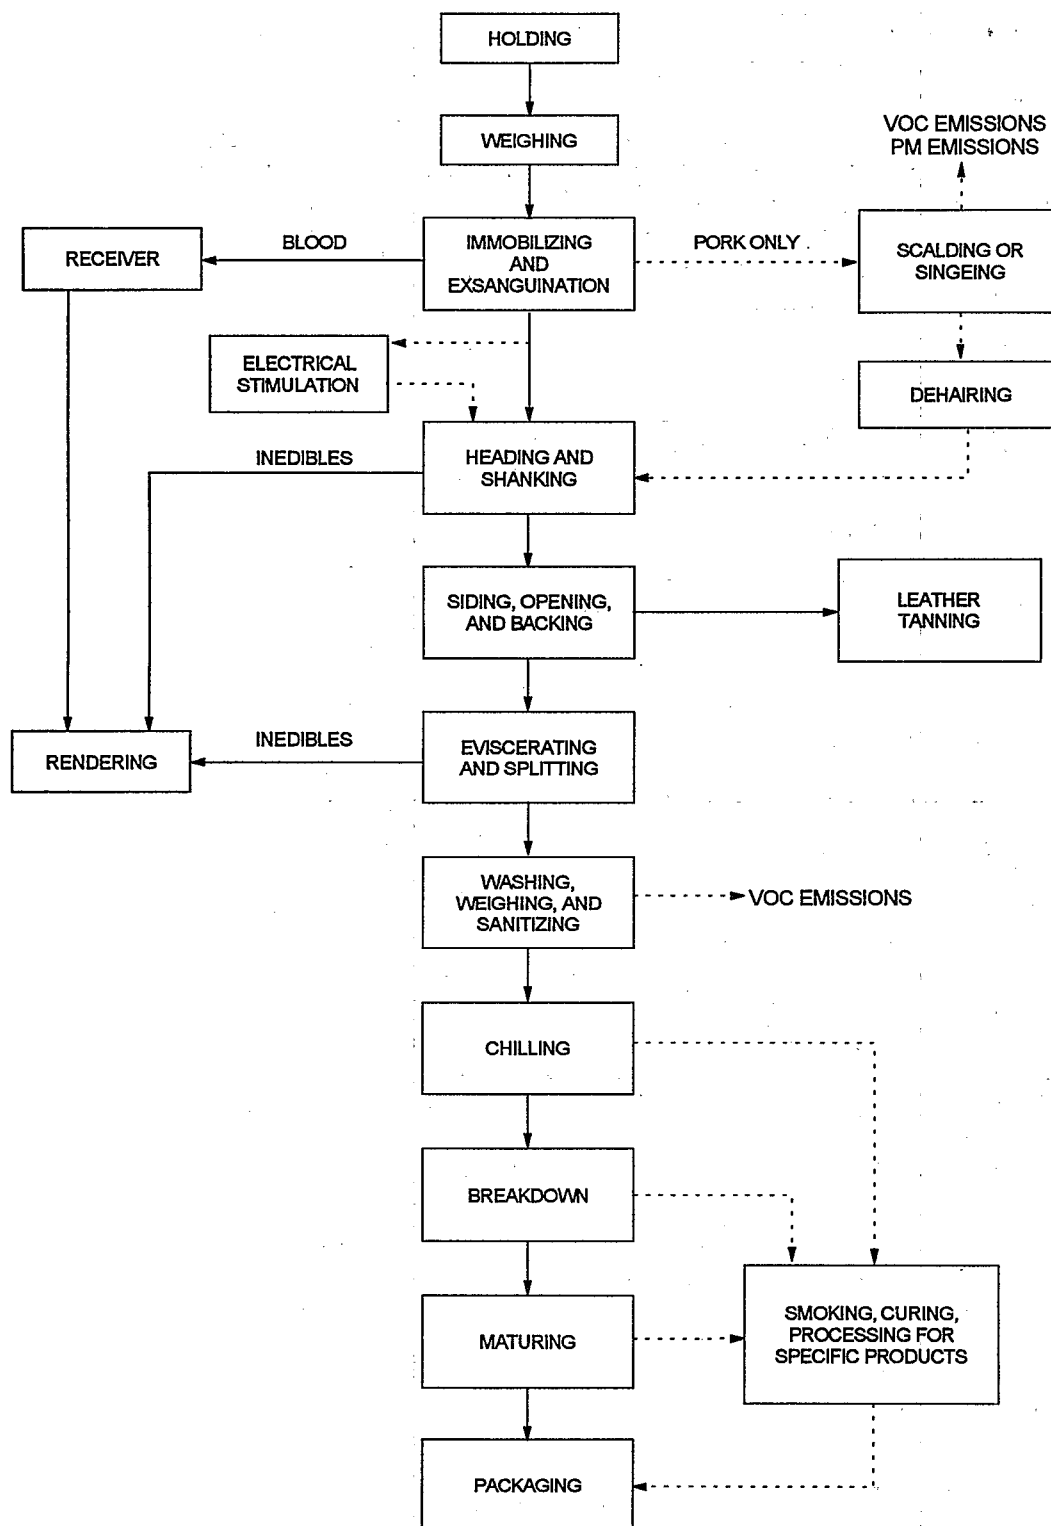 HOLDING
WEIGHING
VOC EMISSIONS
PM EMISSIONS
RECEIVER
BLOOD
IMMOBILIZING
AND
EXSANGUINATION
PORK ONLY
SCALDING OR
SINGEING
ELECTRICAL
STIMULATION
DEHAIRING
INEDIBLES
HEADING AND
SHANKING
SIDING, OPENING,
AND BACKING
LEATHER
TANNING
RENDERING
INEDIBLES
EVISCERATING
AND SPLITTING
WASHING,
WEIGHING, AND
SANITIZING
VOC EMISSIONS
CHILLING
BREAKDOWN
MATURING
SMOKING, CURING,
PROCESSING FOR
SPECIFIC PRODUCTS
PACKAGING